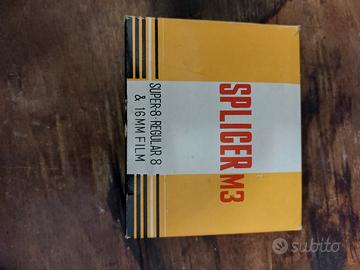 SPLICER M3
SUPER-8 REGULAR 8
& 16MM FILM
subito